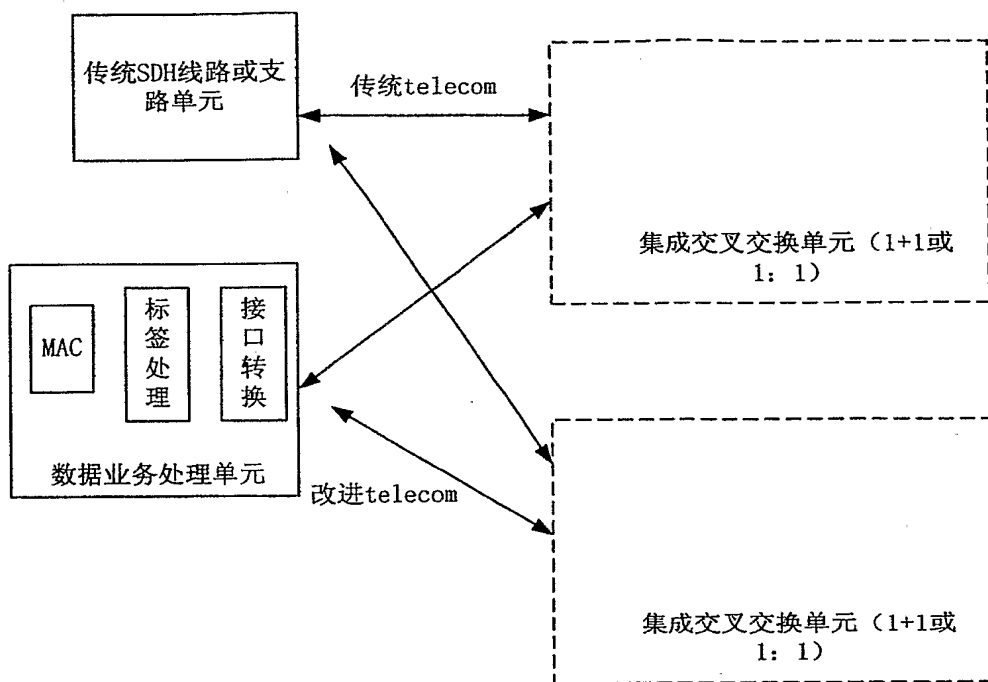 传统SDH线路或支
路单元
传统telecom
集成交叉交换单元（1+1或
1：1）
MAC
标签处理
接口转换
数据业务处理单元
改进telecom
集成交叉交换单元（1+1或
1：1）